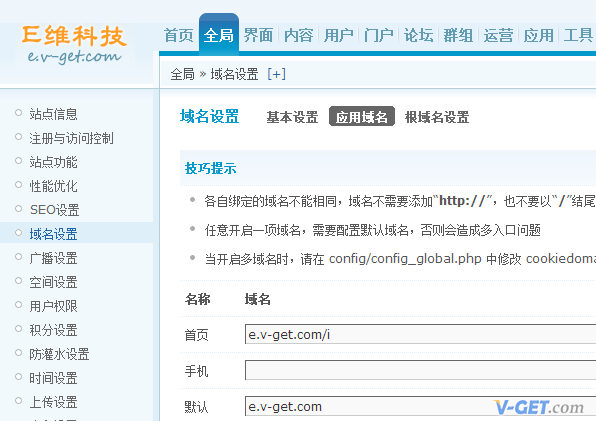 E维科技
e.v-get.com
首页 全局 界面 内容 用户 门户 论坛 群组 运营 应用 工具
全局 » 域名设置 [+]
站点信息
注册与访问控制
站点功能
性能优化
SEO设置
域名设置
广播设置
空间设置
用户权限
积分设置
防灌水设置
时间设置
上传设置
域名设置 基本设置 应用域名 根域名设置
技巧提示
各自绑定的域名不能相同，域名不需要添加"http://"，也不要以"/"结尾
任意开启一项域名，需要配置默认域名，否则会造成多入口问题
当开启多域名时，请在 config/config_global.php 中修改 cookiedoma
名称 域名
首页 e.v-get.com/i
手机
默认 e.v-get.com
V-GET.com